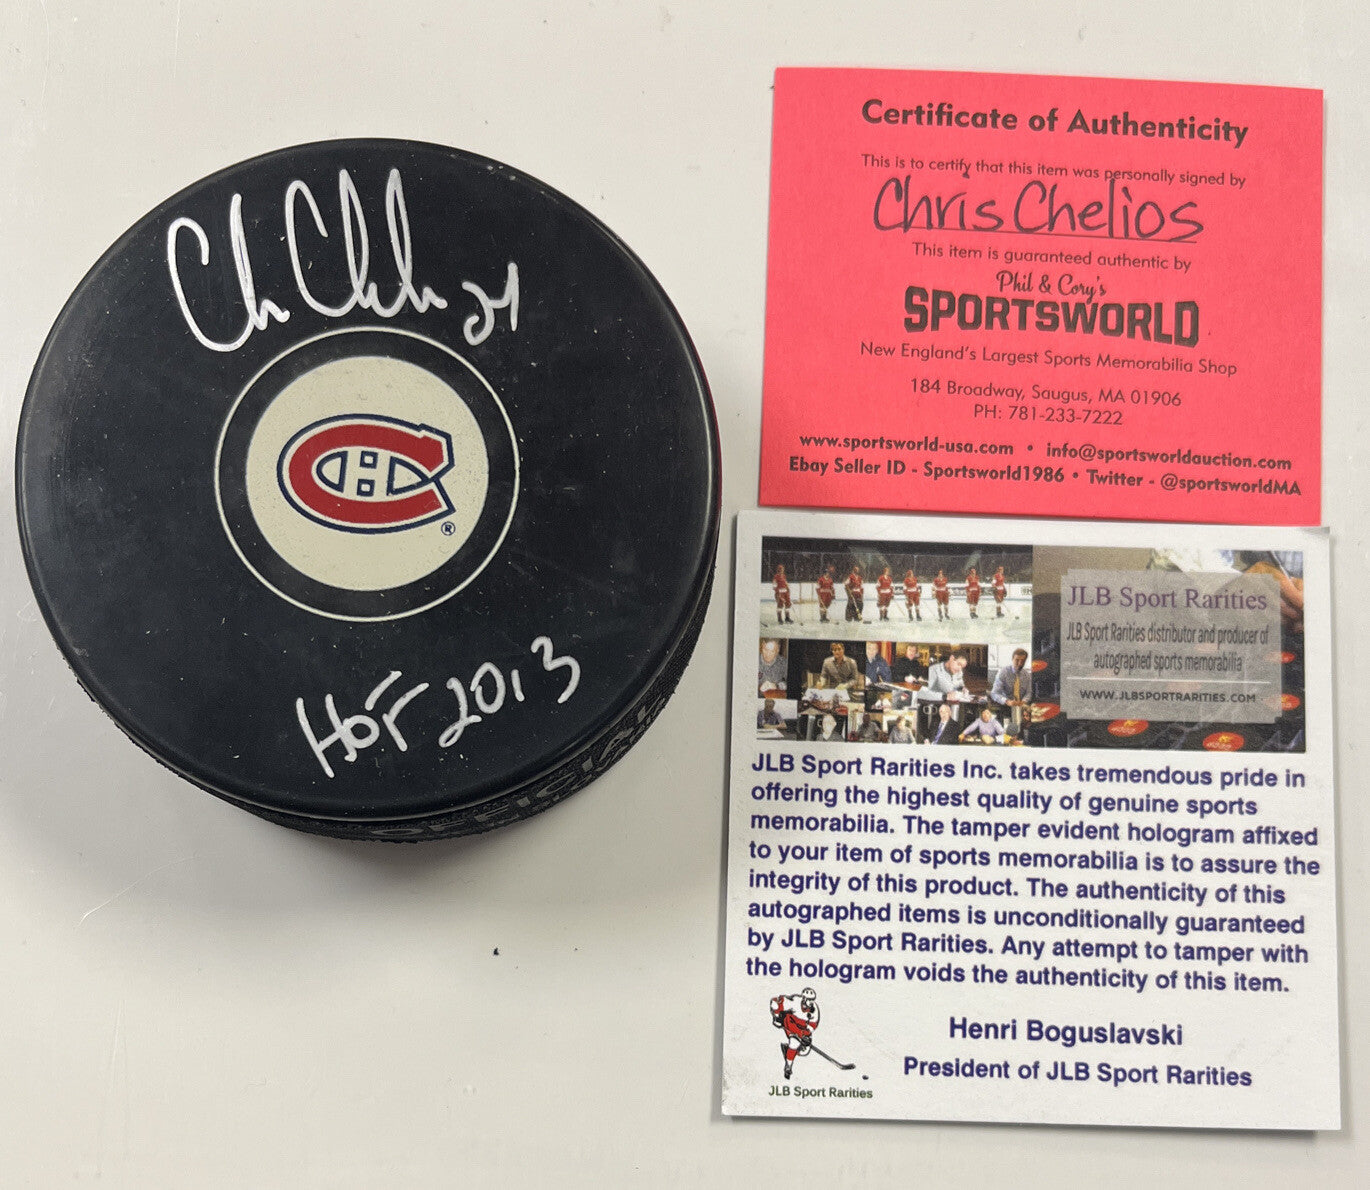 Ch Chel 24
HOF 2013
Certificate of Authenticity
This is to certify that this item was personally signed by
Chris Chelios
This item is guaranteed authentic by
Phil & Cory's
SPORTSWORLD
New England's Largest Sports Memorabilia Shop
184 Broadway, Saugus, MA 01906
PH: 781-233-7222
www.sportsworld-usa.com • info@sportsworldauction.com
Ebay Seller ID - Sportsworld1986 • Twitter - @sportsworldMA
JLB Sport Rarities
JLB Sport Rarities distributor and producer of
autographed sports memorabilia
WWW.JLBSPORTRARITIES.COM
JLB Sport Rarities Inc. takes tremendous pride in
offering the highest quality of genuine sports
memorabilia. The tamper evident hologram affixed
to your item of sports memorabilia is to assure the
integrity of this product. The authenticity of this
autographed items is unconditionally guaranteed
by JLB Sport Rarities. Any attempt to tamper with
the hologram voids the authenticity of this item.
Henri Boguslavski
President of JLB Sport Rarities
JLB Sport Rarities